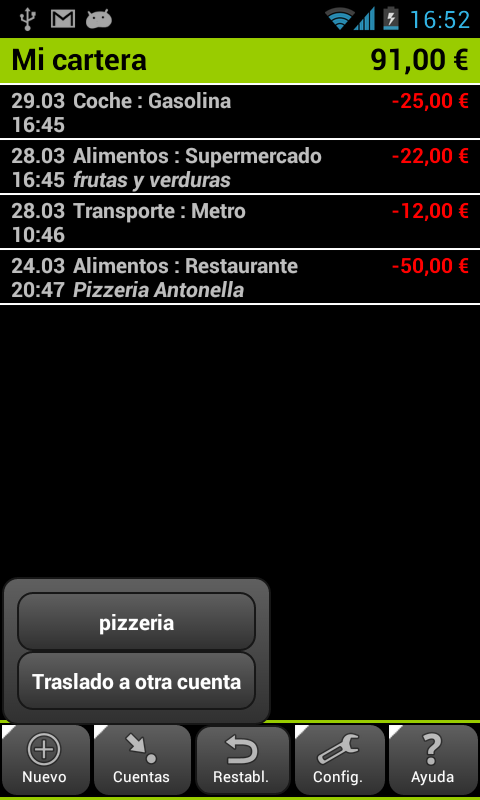 16:52
Mi cartera 91,00 €
29.03 Coche : Gasolina -25,00 €
16:45
28.03 Alimentos : Supermercado -22,00 €
16:45 frutas y verduras
28.03 Transporte : Metro -12,00 €
10:46
24.03 Alimentos : Restaurante -50,00 €
20:47 Pizzeria Antonella
pizzeria
Traslado a otra cuenta
Nuevo Cuentas Restabl. Config. Ayuda